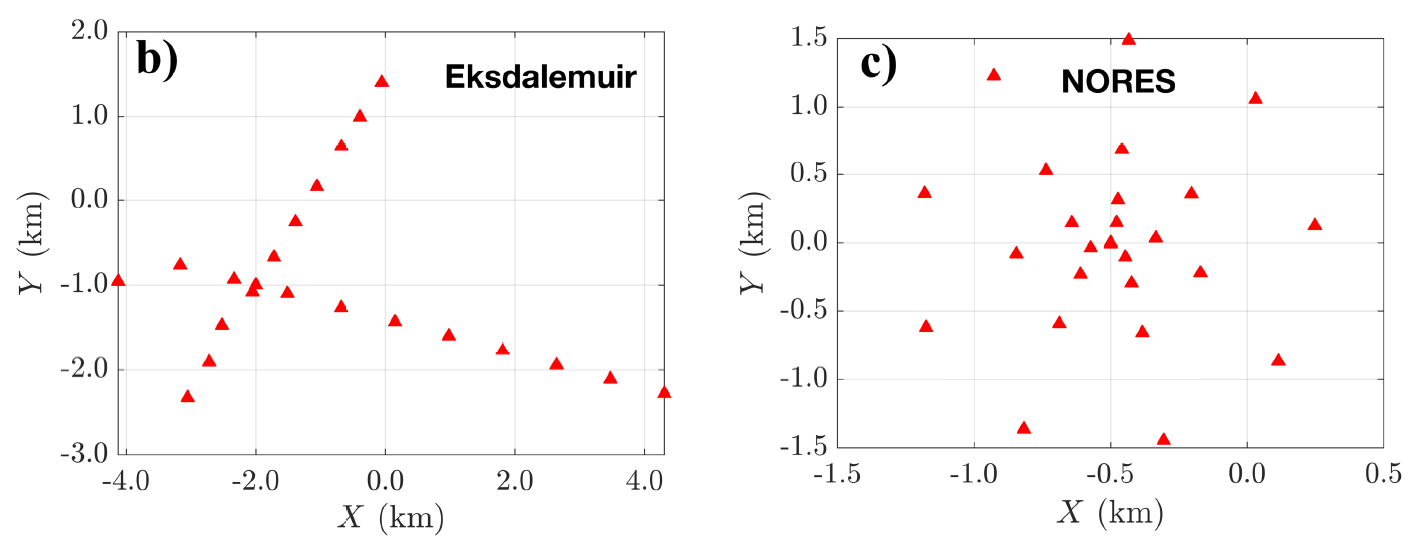 b)
Eksdalemuir
2.0
1.0
0.0
-1.0
-2.0
-3.0
Y (km)
-4.0 -2.0 0.0 2.0 4.0
X (km)
c)
NORES
1.5
1.0
0.5
0.0
-0.5
-1.0
-1.5
Y (km)
-1.5 -1.0 -0.5 0.0 0.5
X (km)